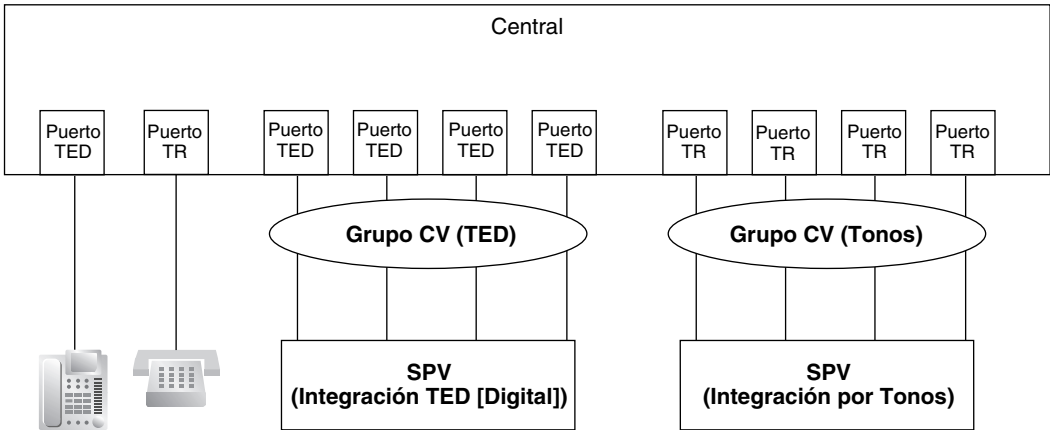 Central
Puerto
TED
Puerto
TR
Puerto
TED
Puerto
TED
Puerto
TED
Puerto
TED
Puerto
TR
Puerto
TR
Puerto
TR
Puerto
TR
Grupo CV (TED)
Grupo CV (Tonos)
SPV
(Integración TED [Digital])
SPV
(Integración por Tonos)